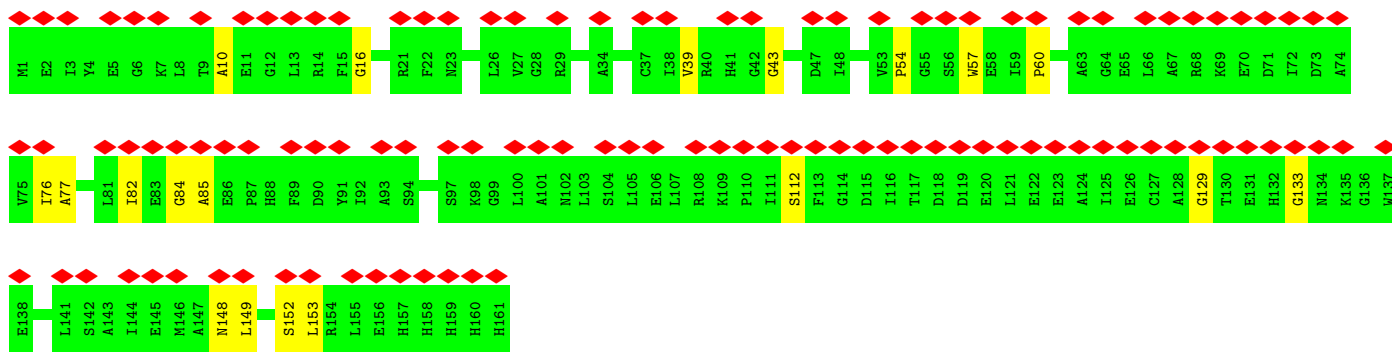 M1 E2 I3 Y4 E5 G6 K7 L8 T9 A10 E11 G12 L13 R14 F15 G16 R21 F22 N23 L26 V27 G28 R29 A34 C37 I38 V39 R40 H41 G42 G43 D47 I48 V53 P54 G55 S56 W57 E58 I59 P60 A63 G64 E65 L66 A67 R68 K69 E70 D71 I72 D73 A74
V75 I76 A77 L81 I82 E83 G84 A85 E86 P87 H88 F89 D90 Y91 I92 A93 S94 S97 K98 G99 L100 A101 N102 L103 S104 L105 E106 L107 R108 K109 P110 I111 S112 F113 G114 D115 I116 T117 D118 D119 E120 L121 E122 E123 A124 I125 E126 C127 A128 G129 T130 E131 H132 G133 N134 K135 G136 W137
E138 L141 S142 A143 I144 E145 M146 A147 N148 L149 S152 L153 R154 L155 E156 H157 H158 H159 H160 H161